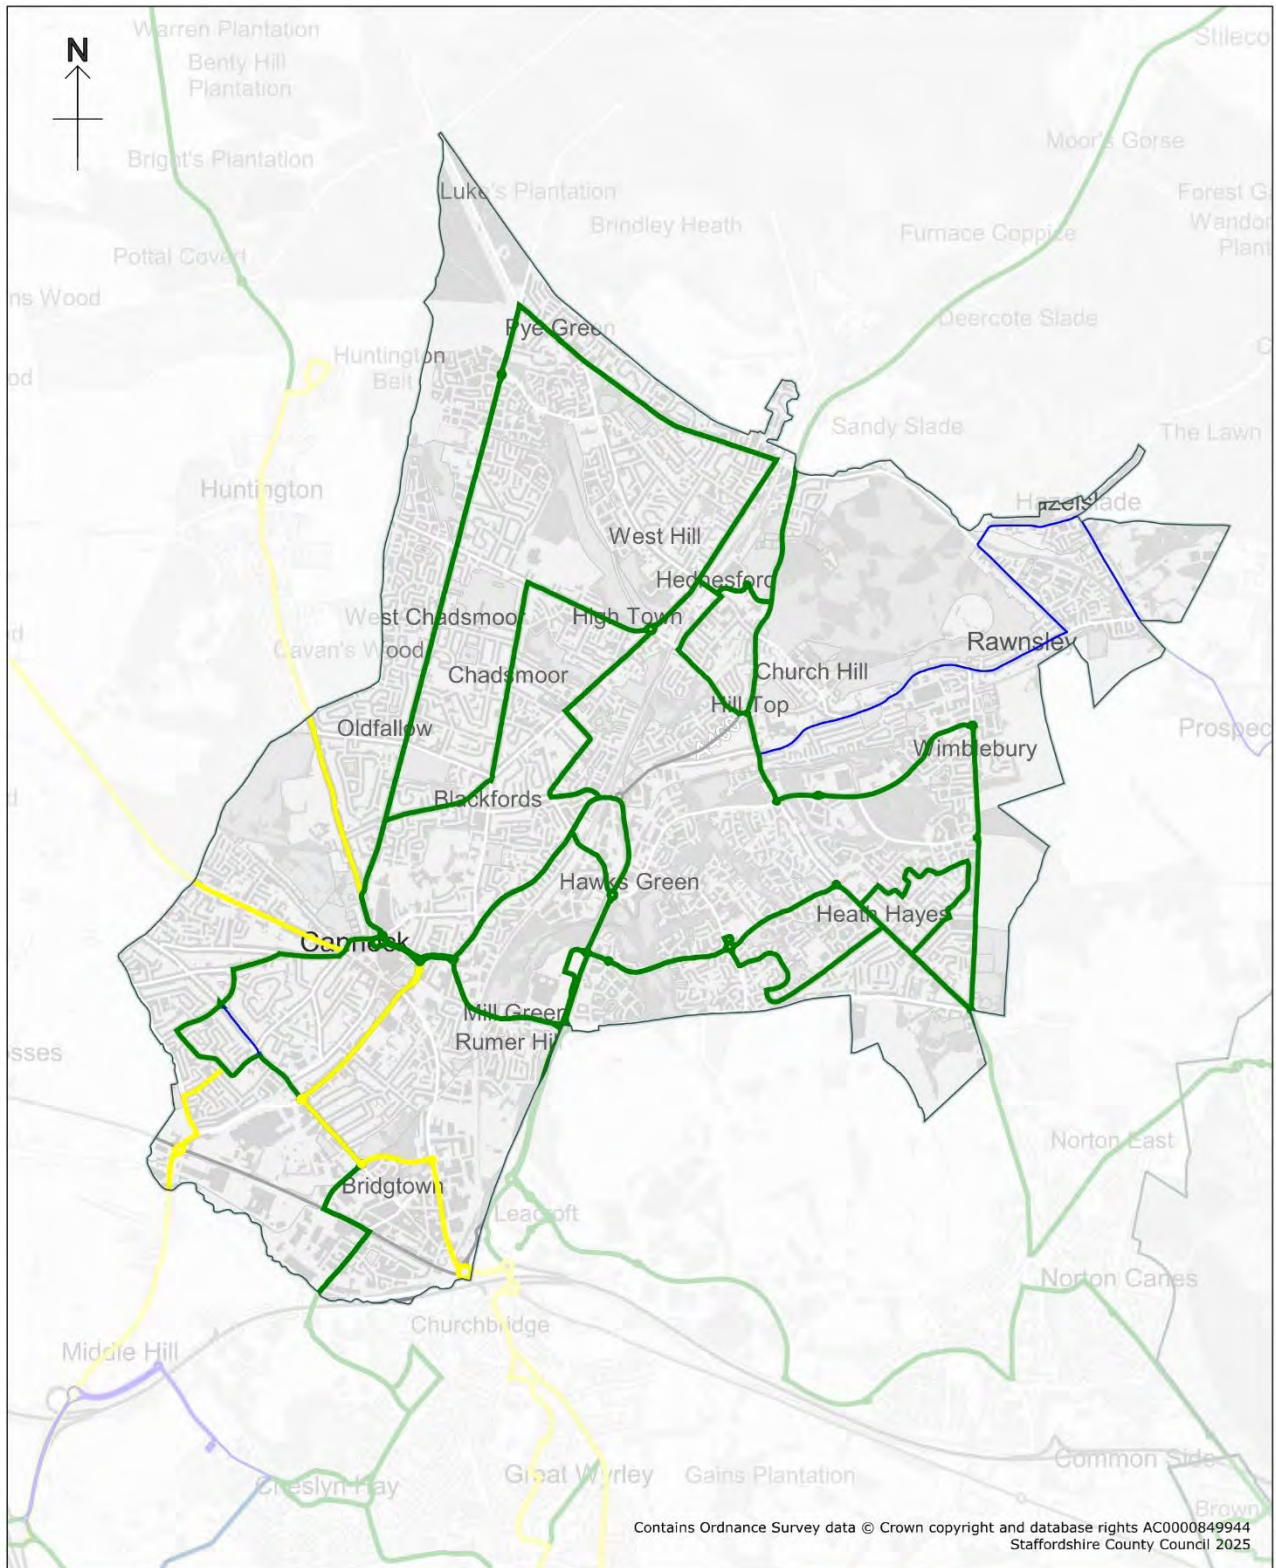 Warren Plantation
Stileco
N
Benty Hill
Plantation
Moor's Gorse
Bright's Plantation
Luke's Plantation
Forest G
Wandon
Plant
Brindley Heath
Furnace Coppice
Pottal Covert
ns Wood
Deercote Slade
Pye Green
Huntington
Belt
od
C
Sandy Slade
The Lawn
Huntington
Hazelslade
West Hill
Hednesford
West Chadsmoor
High Town
Rawnsley
d
Cavan's Wood
Chadsmoor
Church Hill
Hill Top
Oldfallow
Prospec
Wimblebury
d
Blackfords
Hawks Green
Heath Hayes
Cannock
Mill Green
Rumer Hill
osses
Norton East
Bridgtown
Leacroft
Norton Canes
Churchbridge
Middle Hill
Common Side
Cheslyn Hay
Great Wyrley
Gains Plantation
Brown
Contains Ordnance Survey data © Crown copyright and database rights AC0000849944
Staffordshire County Council 2025